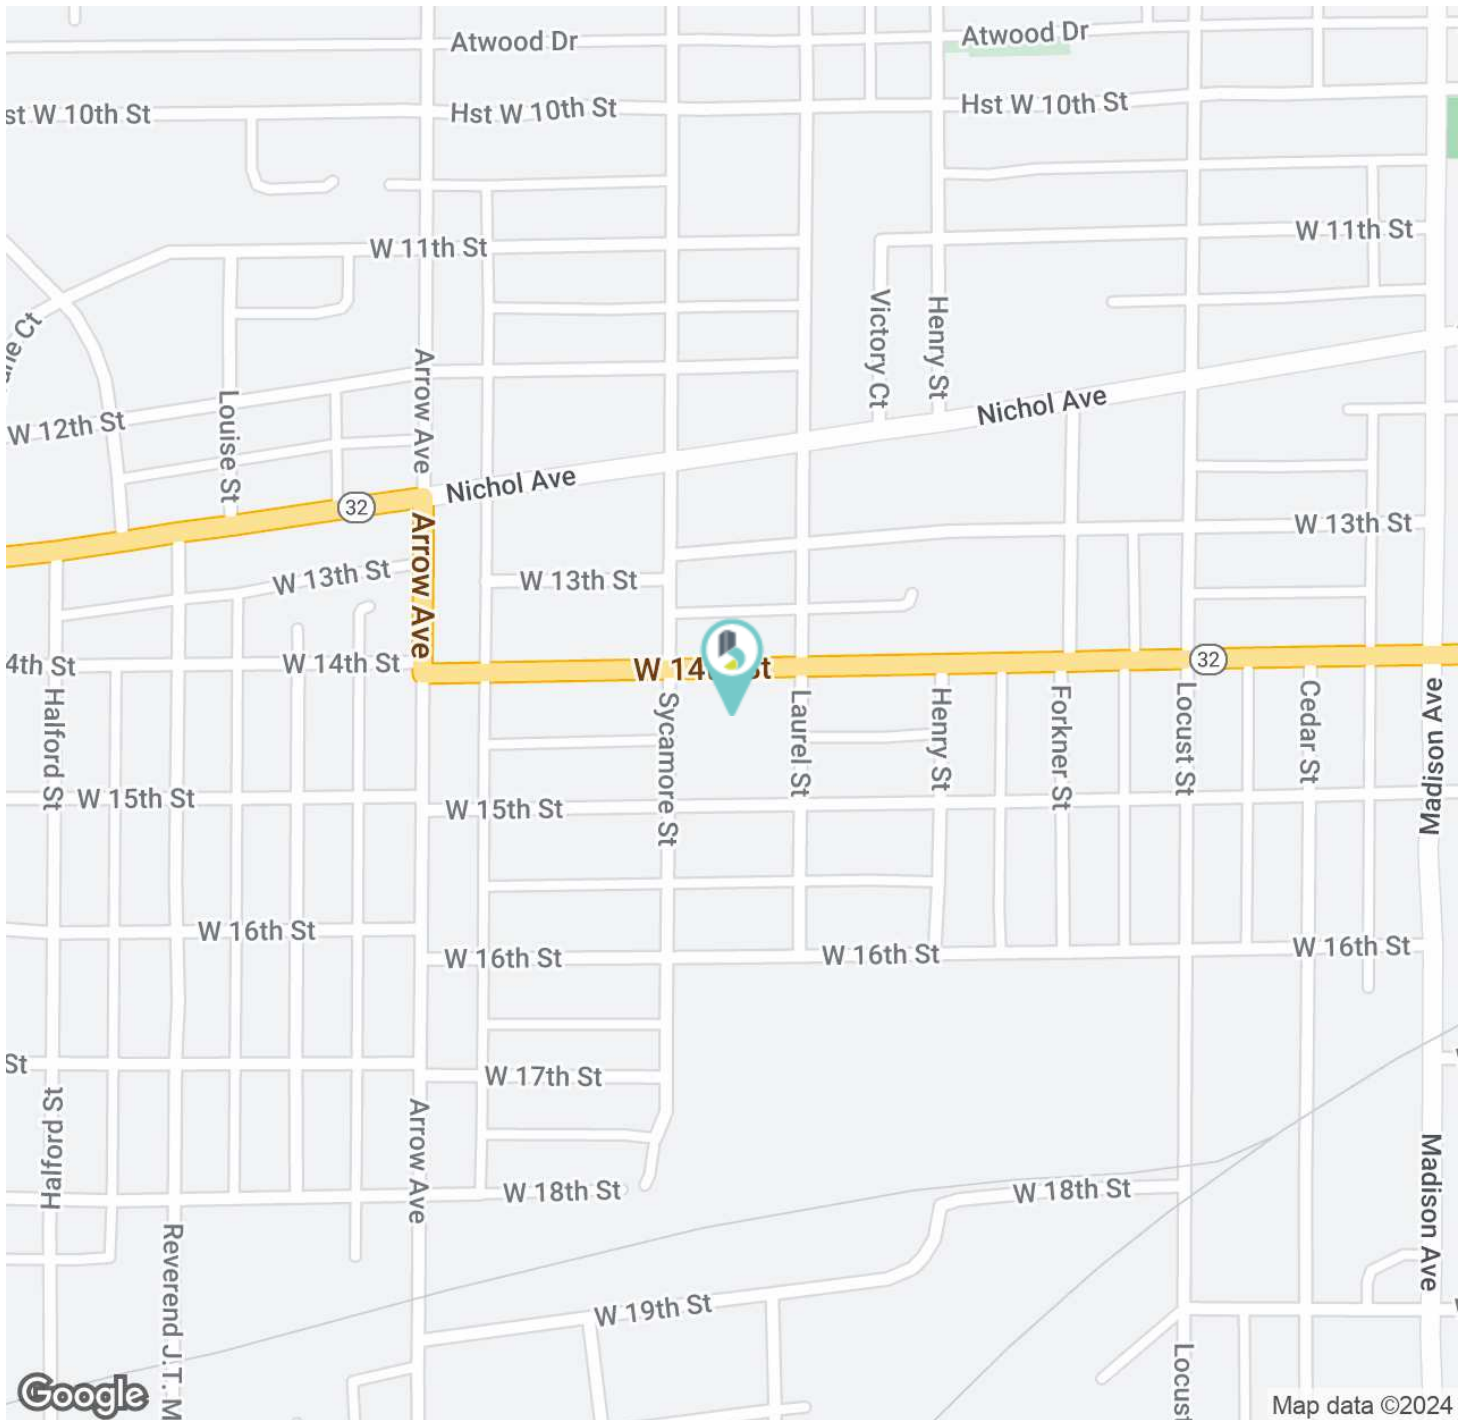 Atwood Dr
Atwood Dr
st W 10th St
Hst W 10th St
Hst W 10th St
W 11th St
W 11th St
Victory Ct
Henry St
Arrow Ave
Louise St
W 12th St
Nichol Ave
Nichol Ave
32
Arrow Ave
W 13th St
W 13th St
W 13th St
4th St
W 14th St
32
Halford St
Sycamore St
Laurel St
Henry St
Forkner St
Locust St
Cedar St
Madison Ave
W 15th St
W 15th St
W 16th St
W 16th St
W 16th St
W 16th St
St
W 17th St
Halford St
Arrow Ave
W 18th St
W 18th St
Madison Ave
Reverend J.T. M
W 19th St
Locust
Google
Map data ©2024